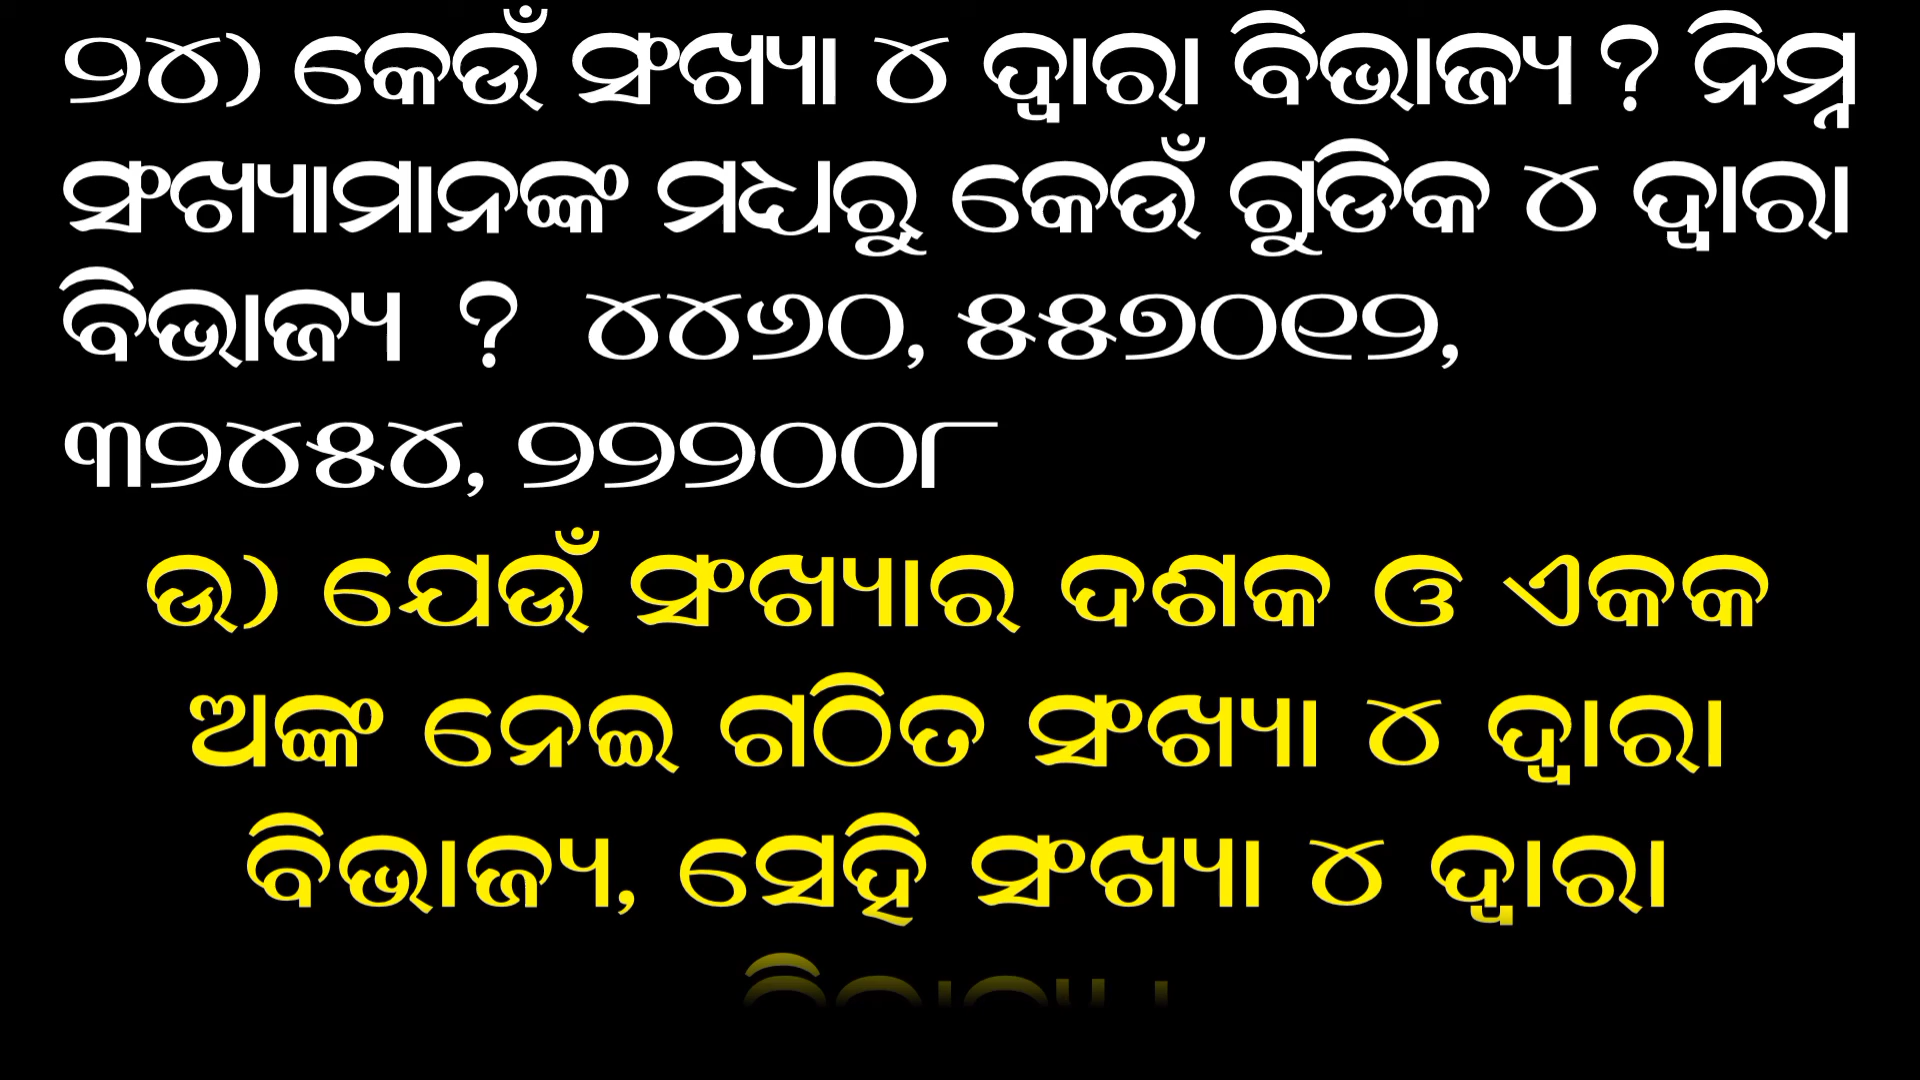 ୨୪) କେଉଁ ସଂଖ୍ୟା ୪ ଦ୍ୱାରା ବିଭାଜ୍ୟ ? ନିମ୍ନ
ସଂଖ୍ୟାମାନଙ୍କ ମଧ୍ୟରୁ କେଉଁ ଗୁଡିକ ୪ ଦ୍ୱାରା
ବିଭାଜ୍ୟ ? ୪୪୬୦, ୫୫୭୦୧୨,
୩୨୪୫୪, ୨୨୨୦୦୮
ଉ) ଯେଉଁ ସଂଖ୍ୟାର ଦଶକ ଓ ଏକକ
ଅଙ୍କ ନେଇ ଗଠିତ ସଂଖ୍ୟା ୪ ଦ୍ୱାରା
ବିଭାଜ୍ୟ, ସେହି ସଂଖ୍ୟା ୪ ଦ୍ୱାରା